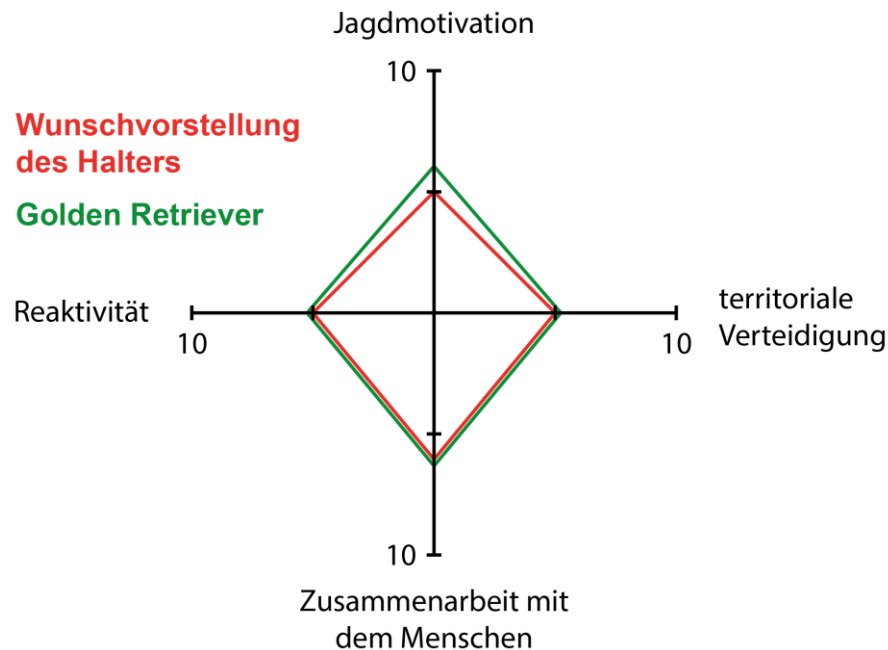 Jagdmotivation
10
Wunschvorstellung
des Halters
Golden Retriever
Reaktivität
10
territoriale
Verteidigung
10
10
Zusammenarbeit mit
dem Menschen